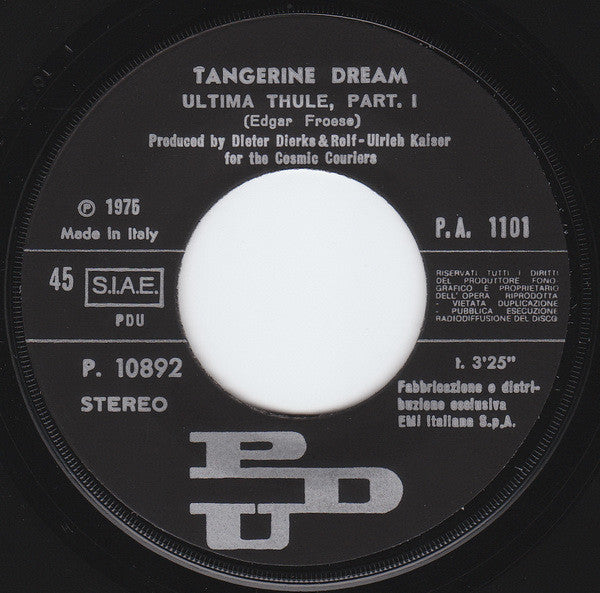 TANGERINE DREAM
ULTIMA THULE, PART. I
(Edgar Froese)
Produced by Dieter Dierks & Rolf-Ulrich Kaiser
for the Cosmic Couriers
℗ 1975
Made in Italy
P.A. 1101
45 S.I.A.E.
PDU
RISERVATI TUTTI I DIRITTI
DEL PRODUTTORE FONO-
GRAFICO E PROPRIETARIO
DELL'OPERA RIPRODOTTA
- VIETATA DUPLICAZIONE
- PUBBLICA ESECUZIONE
RADIODIFFUSIONE DEL DISCO
P. 10892
STEREO
t. 3'25"
Fabbricazione e distri-
buzione esclusiva
EMI Italiana S.p.A.
PDU